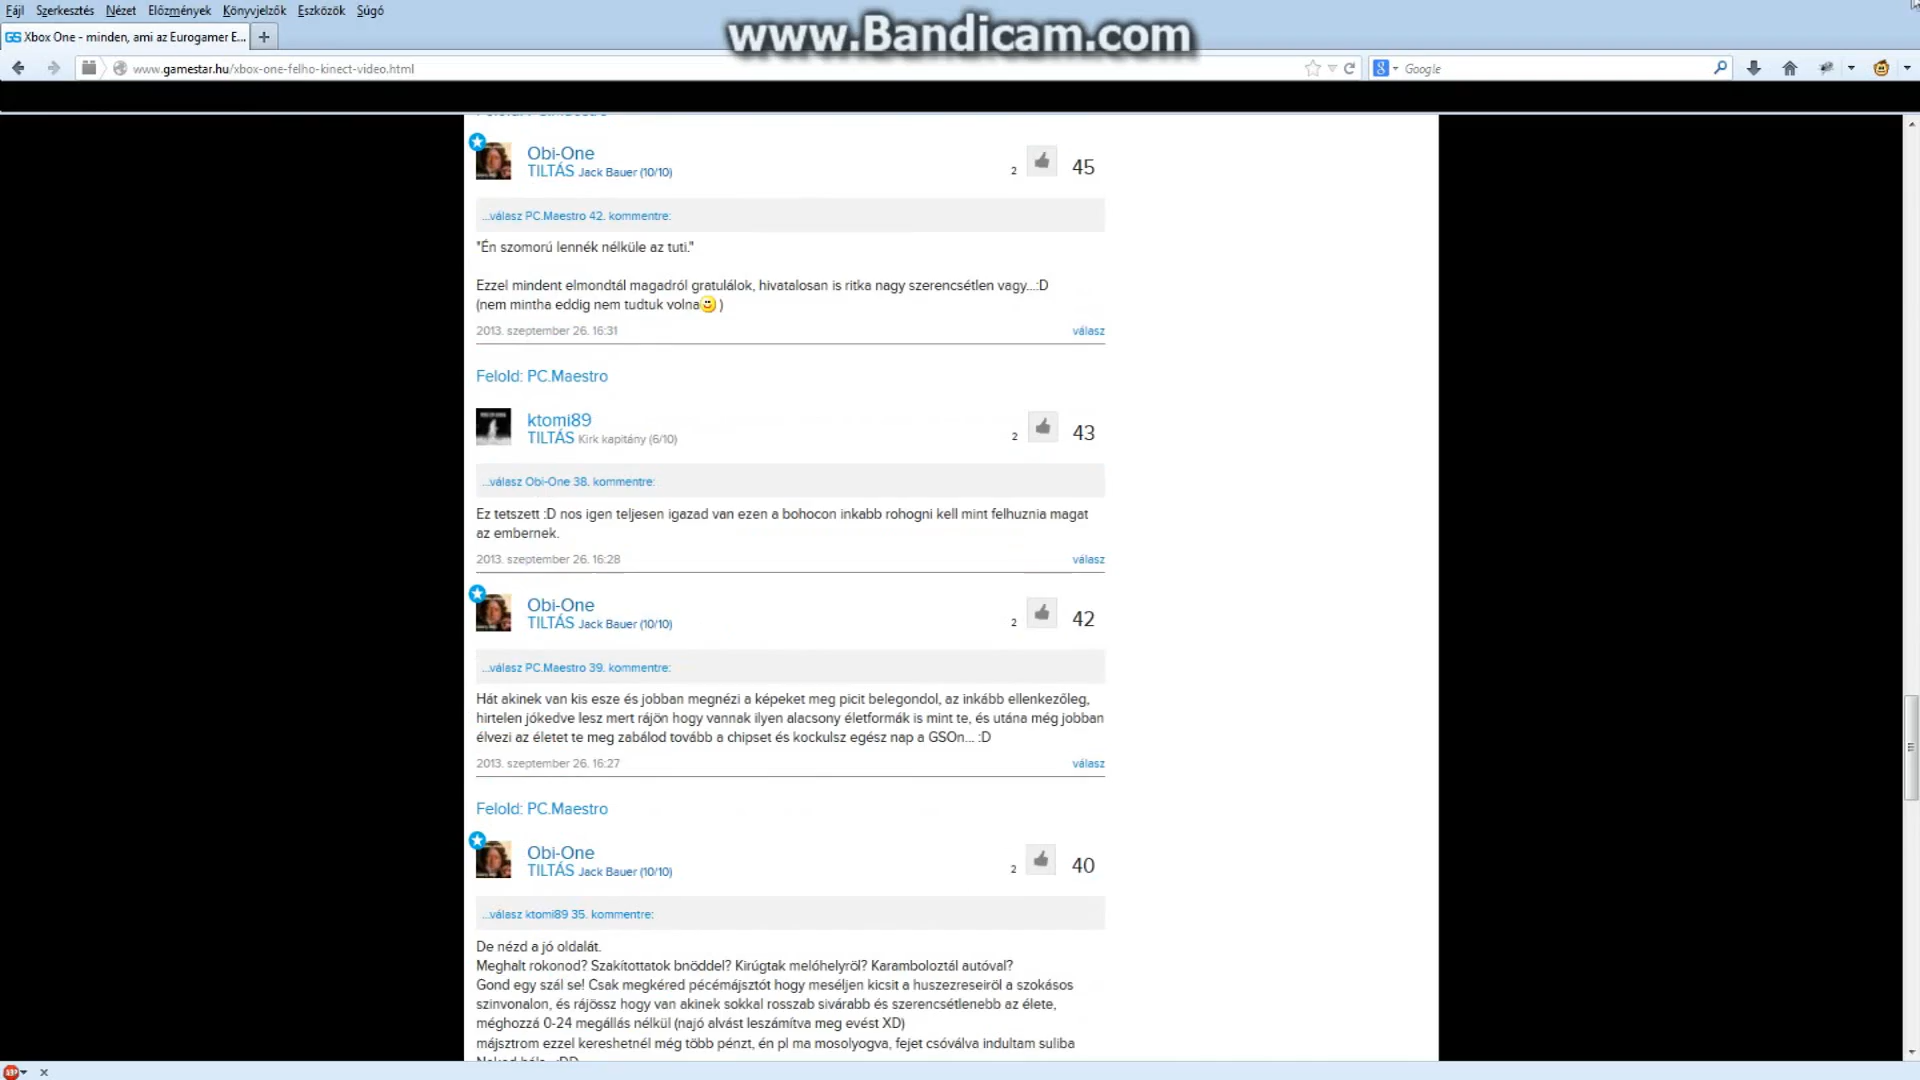 Fájl Szerkesztés Nézet Előzmények Könyvjelzők Eszközök Súgó
www.Bandicam.com
GS Xbox One - minden, ami az Eurogamer E...
www.gamestar.hu/xbox-one-felho-kinect-video.html
Google
Obi-One
TILTÁS Jack Bauer (10/10)
2
45
...válasz PC.Maestro 42. kommentre:
"Én szomorú lennék nélküle az tuti."
Ezzel mindent elmondtál magadról gratulálok, hivatalosan is ritka nagy szerencsétlen vagy...:D
(nem mintha eddig nem tudtuk volna )
2013. szeptember 26. 16:31
válasz
Felold: PC.Maestro
ktomi89
TILTÁS Kirk kapitány (6/10)
2
43
...válasz Obi-One 38. kommentre:
Ez tetszett :D nos igen teljesen igazad van ezen a bohocon inkabb rohogni kell mint felhuznia magat
az embernek.
2013. szeptember 26. 16:28
válasz
Obi-One
TILTÁS Jack Bauer (10/10)
2
42
...válasz PC.Maestro 39. kommentre:
Hát akinek van kis esze és jobban megnézi a képeket meg picit belegondol, az inkább ellenkezőleg,
hirtelen jókedve lesz mert rájön hogy vannak ilyen alacsony életformák is mint te, és utána még jobban
élvezi az életet te meg zabálod tovább a chipset és kockulsz egész nap a GSOn... :D
2013. szeptember 26. 16:27
válasz
Felold: PC.Maestro
Obi-One
TILTÁS Jack Bauer (10/10)
2
40
...válasz ktomi89 35. kommentre:
De nézd a jó oldalát.
Meghalt rokonod? Szakítottatok bnöddel? Kirúgtak melóhelyröl? Karamboloztál autóval?
Gond egy szál se! Csak megkéred pécémájsztót hogy meséljen kicsit a huszezreseiröl a szokásos
szinvonalon, és rájössz hogy van akinek sokkal rosszab sivárabb és szerencsétlenebb az élete,
méghozzá 0-24 megállás nélkül (najó alvást leszámítva meg evést XD)
májsztrom ezzel kereshetnél még több pénzt, én pl ma mosolyogva, fejet csóválva indultam suliba